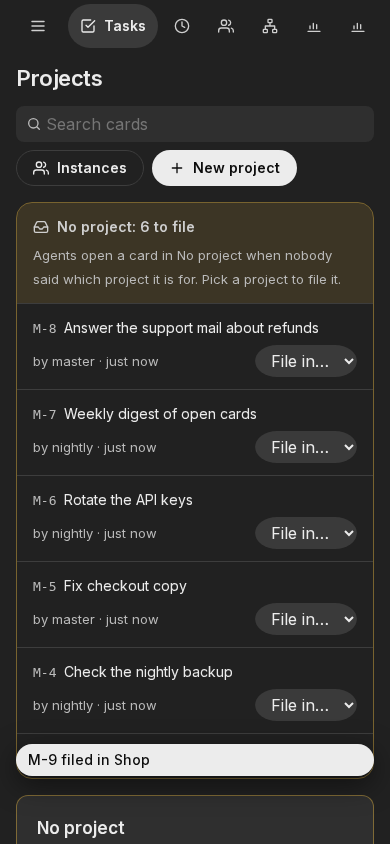 Tasks
Projects
Search cards
Instances
New project
No project: 6 to file
Agents open a card in No project when nobody
said which project it is for. Pick a project to file it.
M-8 Answer the support mail about refunds
by master · just now File in...
M-7 Weekly digest of open cards
by nightly · just now File in...
M-6 Rotate the API keys
by nightly · just now File in...
M-5 Fix checkout copy
by master · just now File in...
M-4 Check the nightly backup
by nightly · just now File in...
M-9 filed in Shop
No project